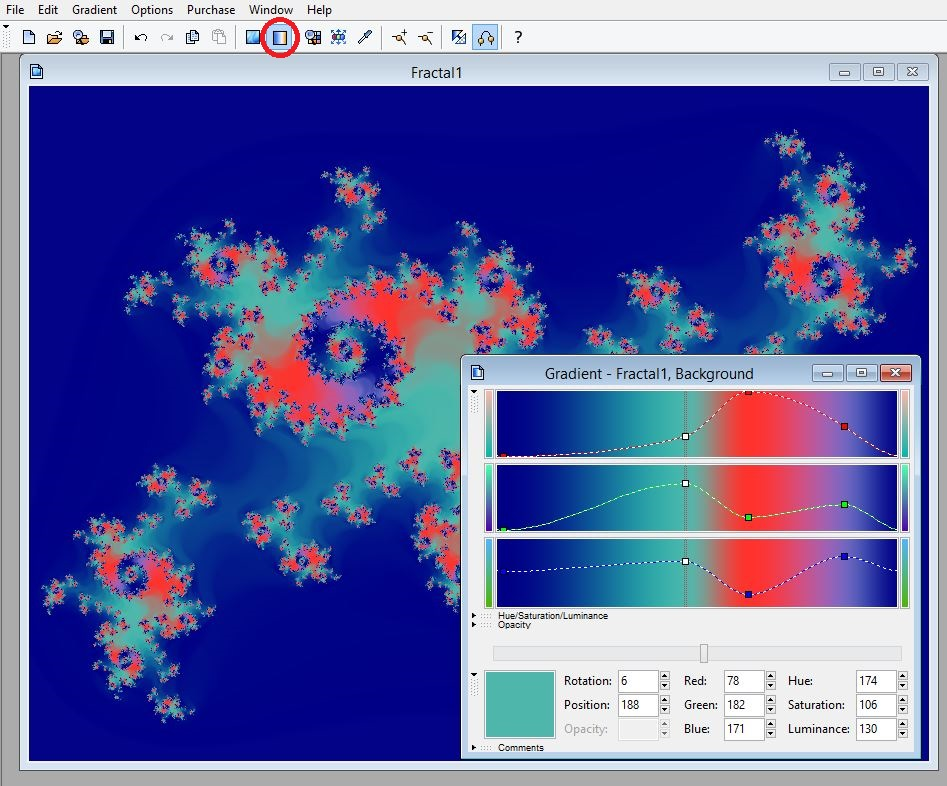 File Edit Gradient Options Purchase Window Help
?
Fractal1
Gradient - Fractal1, Background
Hue/Saturation/Luminance
Opacity
Rotation: 6 Red: 78 Hue: 174
Position: 188 Green: 182 Saturation: 106
Opacity: Blue: 171 Luminance: 130
Comments